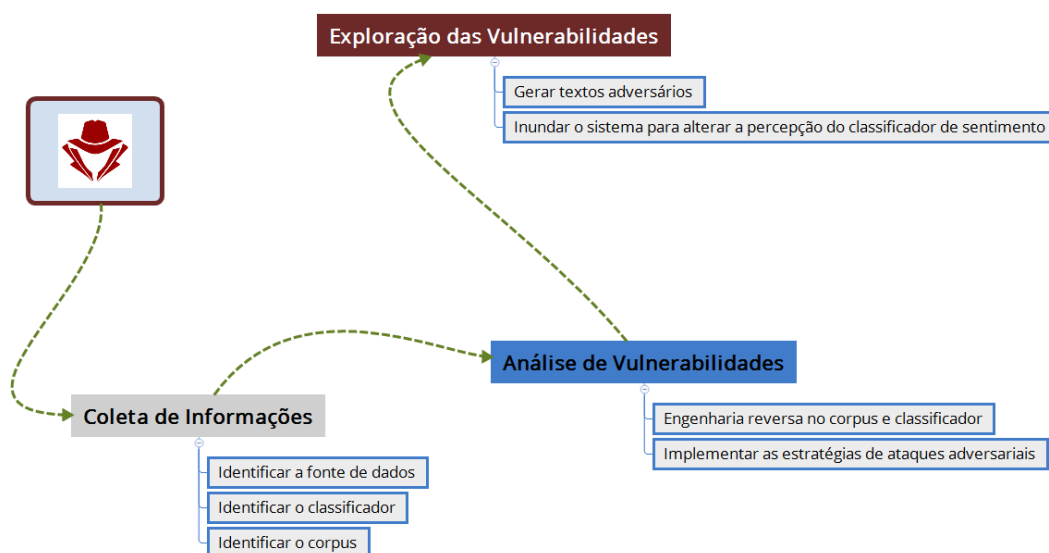 Exploração das Vulnerabilidades
Gerar textos adversários
Inundar o sistema para alterar a percepção do classificador de sentimento
Análise de Vulnerabilidades
Engenharia reversa no corpus e classificador
Implementar as estratégias de ataques adversariais
Coleta de Informações
Identificar a fonte de dados
Identificar o classificador
Identificar o corpus